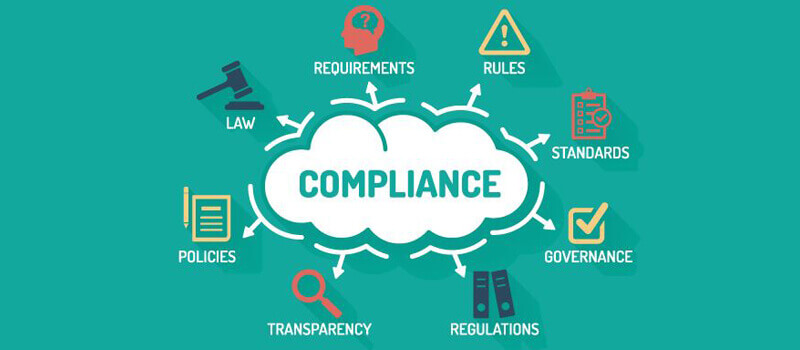 REQUIREMENTS
RULES
LAW
STANDARDS
COMPLIANCE
POLICIES
GOVERNANCE
TRANSPARENCY
REGULATIONS